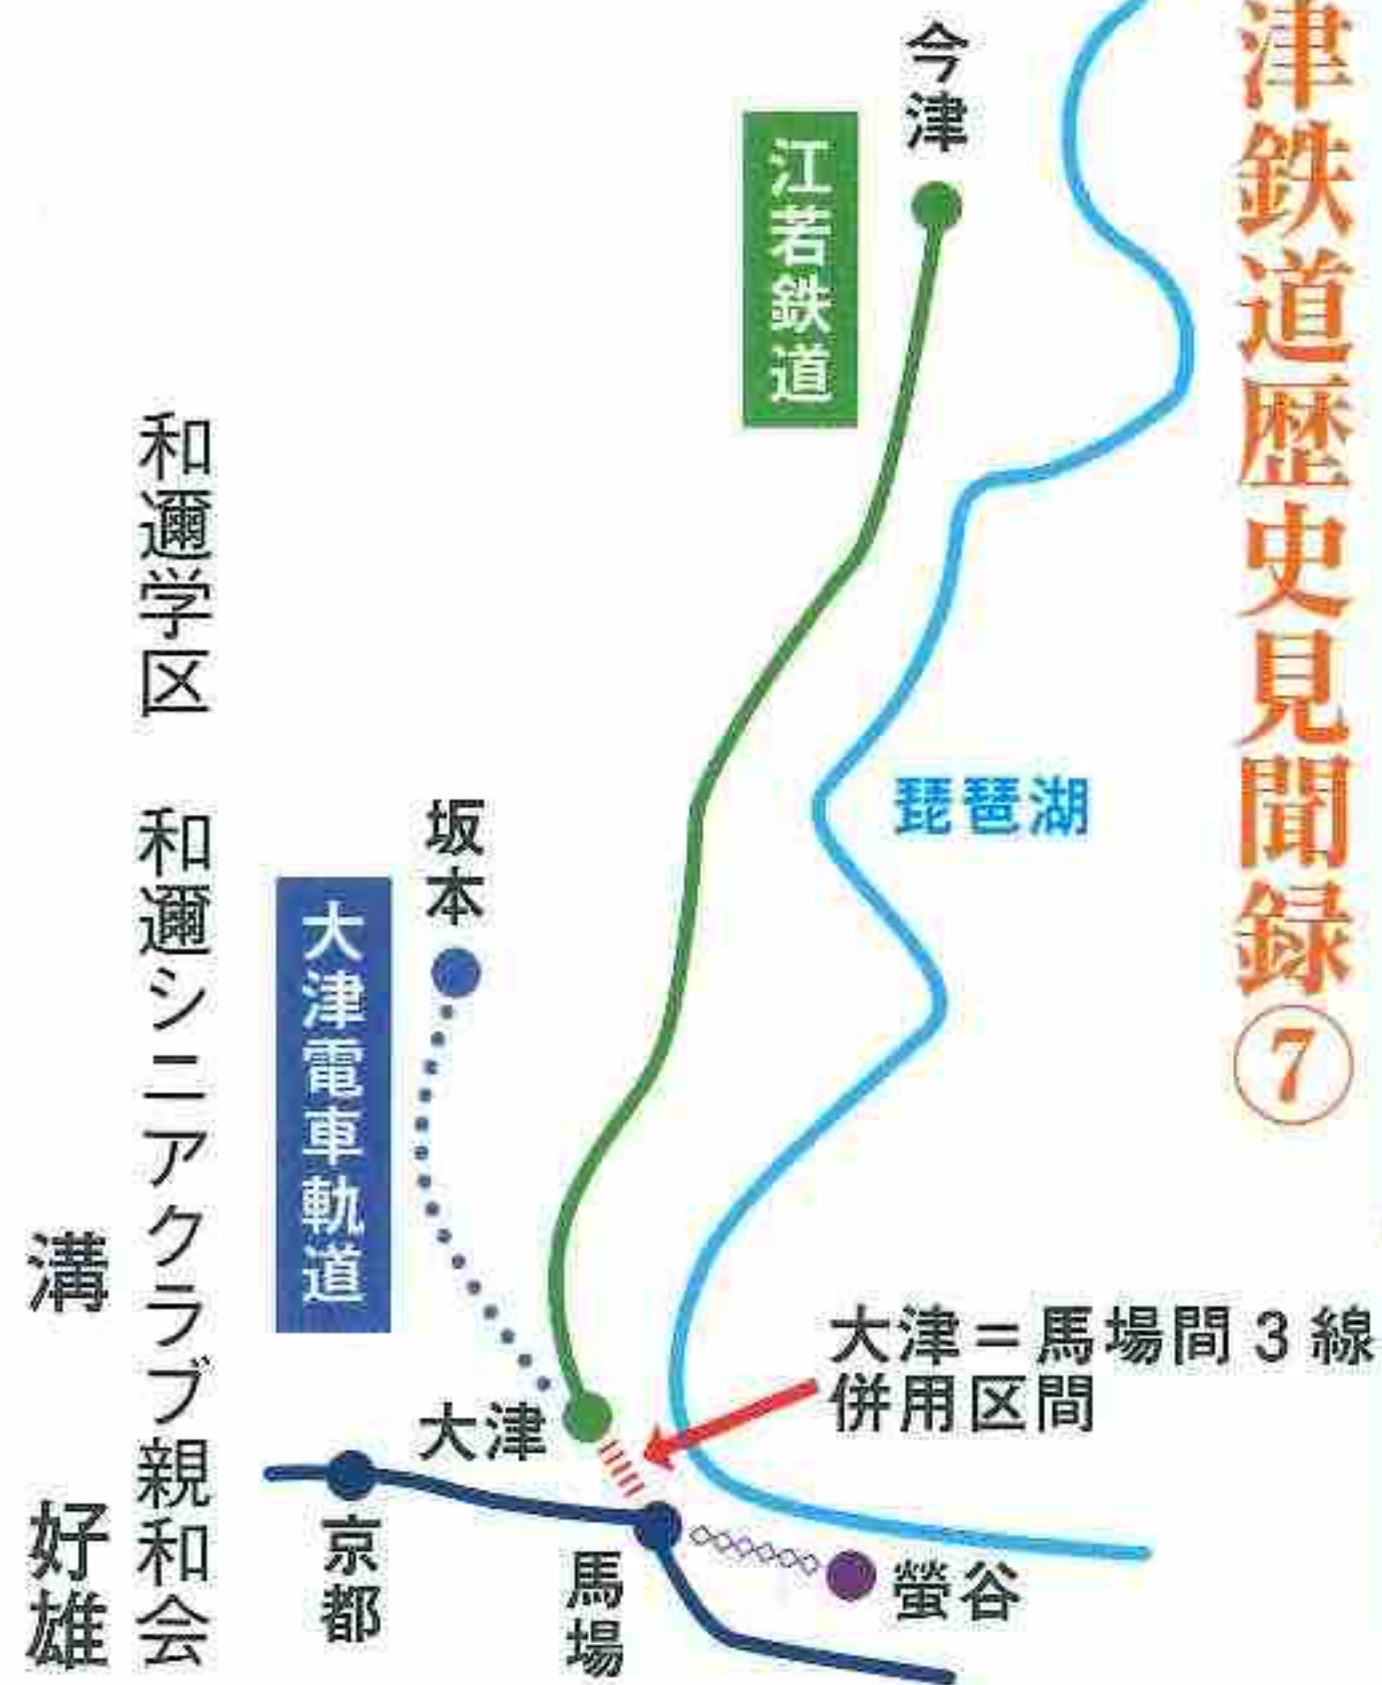 津鉄道歴史見聞録⑦
今津
江若鉄道
琵琶湖
坂本
大津電車軌道
大津＝馬場間３線
併用区間
大津
京都
馬場
螢谷
和邇学区　和邇シニアクラブ親和会
溝　好雄